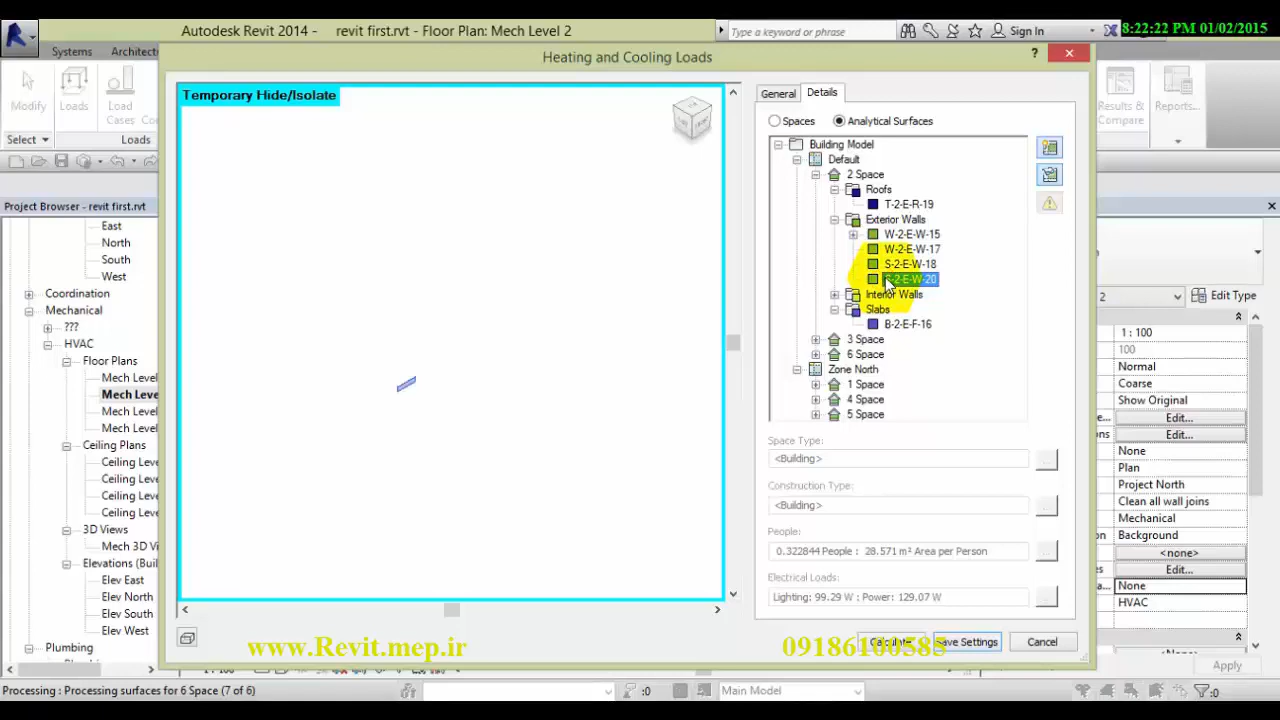 Autodesk Revit 2014 -
revit first.rvt - Floor Plan: Mech Level 2
Type a keyword or phrase
Sign In
8:22:22 PM 01/02/2015
Systems
Heating and Cooling Loads
?
Modify
Loads
Load
Cases
Select
Loads
Results &
Compare
Reports...
Project Browser - revit first.rvt
East
North
South
West
Coordination
Mechanical
???
HVAC
Floor Plans
Mech Level
Mech Leve
Mech Level
Mech Level
Ceiling Plans
Ceiling Leve
Ceiling Leve
Ceiling Leve
Ceiling Leve
3D Views
Mech 3D Vi
Elevations (Buil
Elev East
Elev North
Elev South
Elev West
Plumbing
Temporary Hide/Isolate
General
Details
Spaces
Analytical Surfaces
Building Model
Default
2 Space
Roofs
T-2-E-R-19
Exterior Walls
W-2-E-W-15
W-2-E-W-17
S-2-E-W-18
-2-E-W-20
Interior Walls
Slabs
B-2-E-F-16
3 Space
6 Space
Zone North
1 Space
4 Space
5 Space
Space Type:
<Building>
...
Construction Type:
<Building>
...
People:
0.322844 People : 28.571 m² Area per Person
...
Electrical Loads:
Lighting: 99.29 W ; Power: 129.07 W
...
Calculate
Save Settings
Cancel
www.Revit.mep.ir
09186100585
2
Edit Type
1 : 100
100
Normal
Coarse
Show Original
Edit...
Edit...
None
Plan
Project North
Clean all wall joins
Mechanical
Background
<none>
Edit...
None
HVAC
Apply
Processing : Processing surfaces for 6 Space (7 of 6)
:0
Main Model
:0